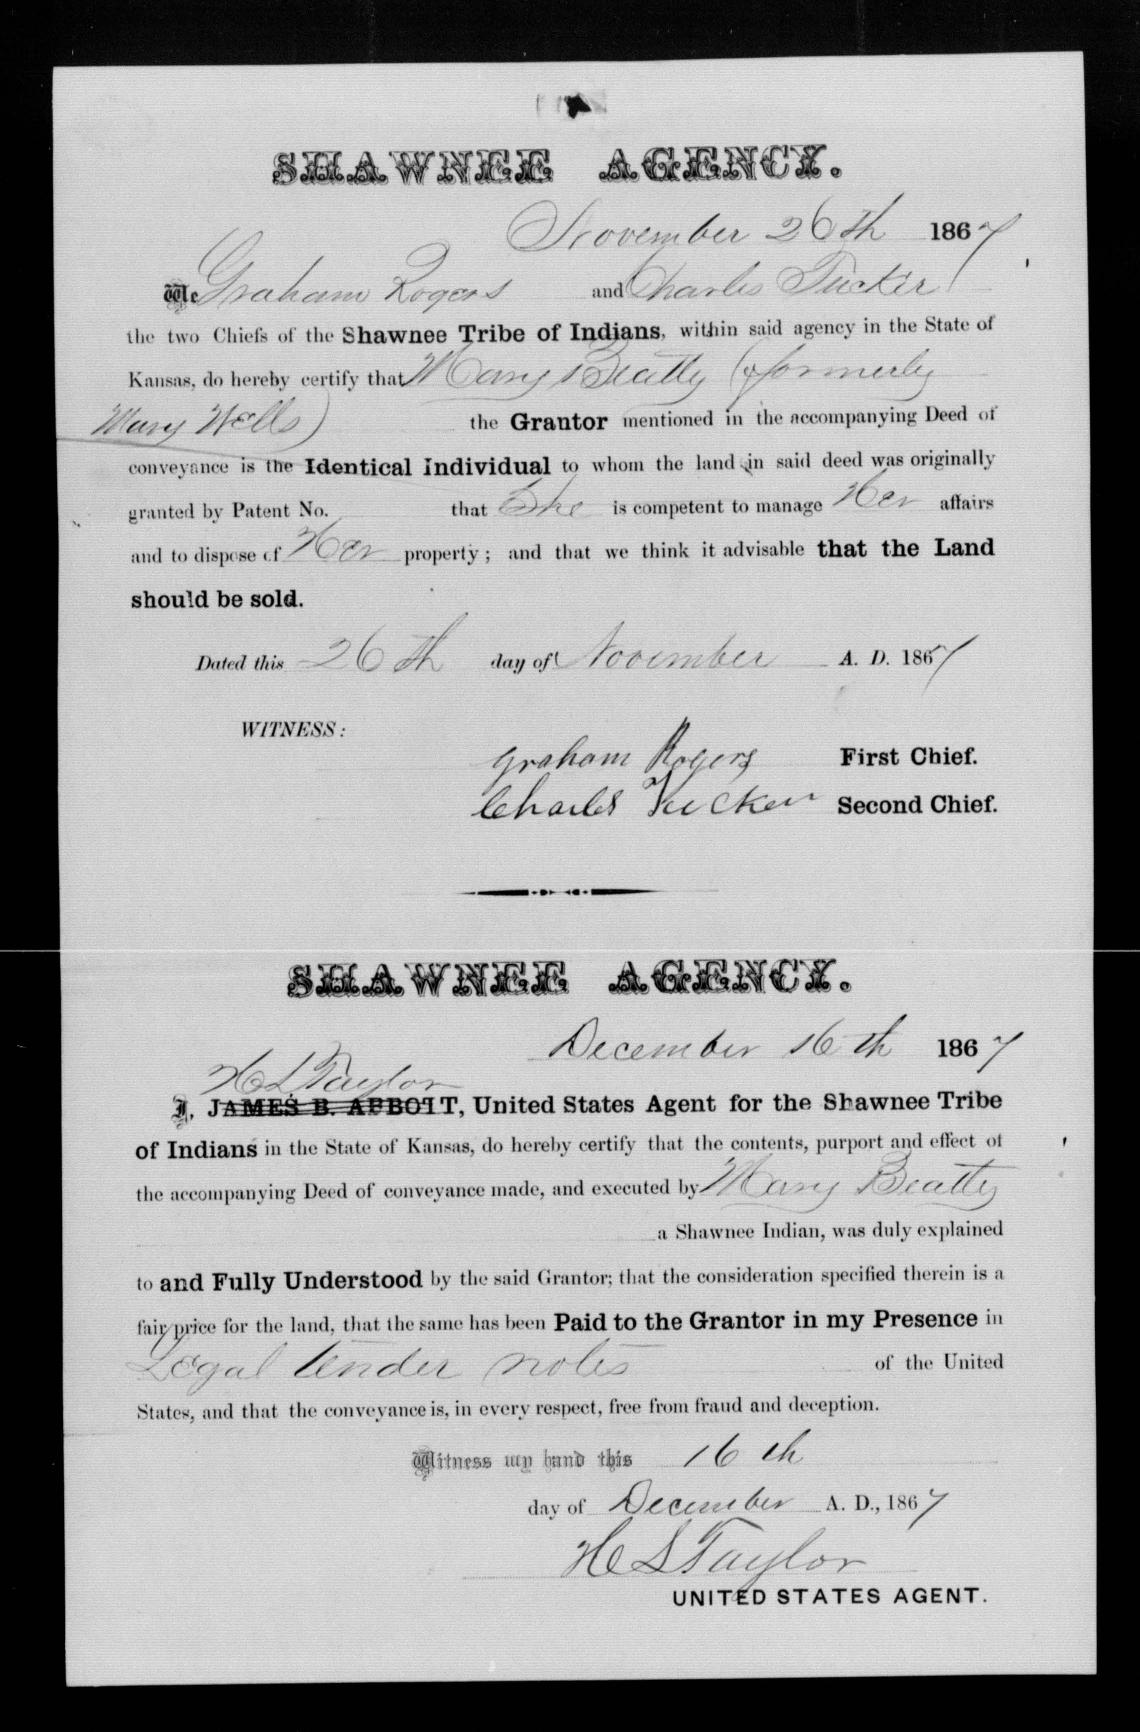 SHAWNEE AGENCY.
November 26th 1867
We Graham Rogers and Charles Tucker
the two Chiefs of the Shawnee Tribe of Indians, within said agency in the State of
Kansas, do hereby certify that Mary Beatty (formerly
Mary Wells) the Grantor mentioned in the accompanying Deed of
conveyance is the Identical Individual to whom the land in said deed was originally
granted by Patent No. that She is competent to manage Her affairs
and to dispose of Her property; and that we think it advisable that the Land
should be sold.
Dated this 26th day of November A. D. 1867
WITNESS:
Graham Rogers First Chief.
Charles Tucker Second Chief.
SHAWNEE AGENCY.
December 16th 1867
H L Taylor
I, JAMES B. ABBOTT, United States Agent for the Shawnee Tribe
of Indians in the State of Kansas, do hereby certify that the contents, purport and effect of
the accompanying Deed of conveyance made, and executed by Mary Beatty
a Shawnee Indian, was duly explained
to and Fully Understood by the said Grantor; that the consideration specified therein is a
fair price for the land, that the same has been Paid to the Grantor in my Presence in
Legal tender notes of the United
States, and that the conveyance is, in every respect, free from fraud and deception.
Witness my hand this 16th
day of December A. D., 1867
H L Taylor
UNITED STATES AGENT.